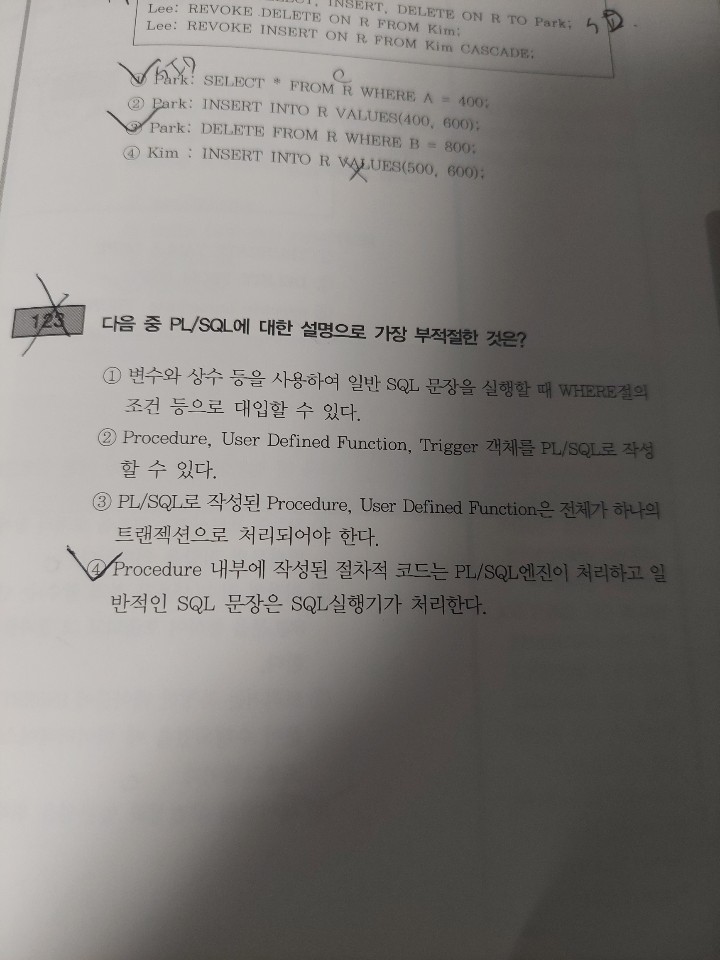 INSERT, DELETE ON R TO Park;
Lee: REVOKE DELETE ON R FROM Kim;
Lee: REVOKE INSERT ON R FROM Kim CASCADE;
① Park: SELECT * FROM R WHERE A = 400;
② Park: INSERT INTO R VALUES(400, 600);
③ Park: DELETE FROM R WHERE B = 800;
④ Kim : INSERT INTO R VALUES(500, 600);
123 다음 중 PL/SQL에 대한 설명으로 가장 부적절한 것은?
① 변수와 상수 등을 사용하여 일반 SQL 문장을 실행할 때 WHERE절의
조건 등으로 대입할 수 있다.
② Procedure, User Defined Function, Trigger 객체를 PL/SQL로 작성
할 수 있다.
③ PL/SQL로 작성된 Procedure, User Defined Function은 전체가 하나의
트랜젝션으로 처리되어야 한다.
④ Procedure 내부에 작성된 절차적 코드는 PL/SQL엔진이 처리하고 일
반적인 SQL 문장은 SQL실행기가 처리한다.